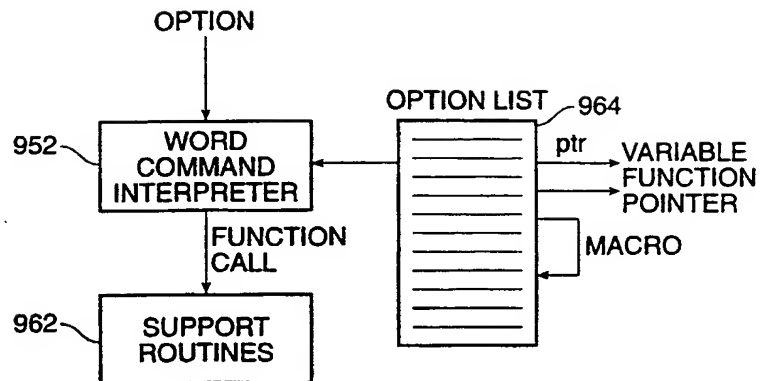 OPTION
OPTION LIST
964
952
WORD
COMMAND
INTERPRETER
ptr
VARIABLE
FUNCTION
POINTER
FUNCTION
CALL
MACRO
962
SUPPORT
ROUTINES